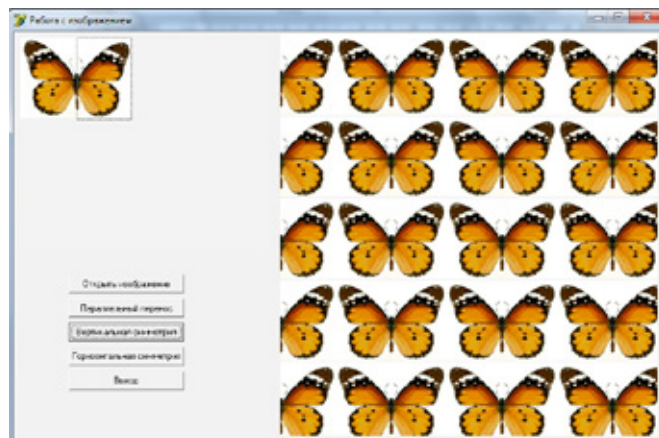 Работа с изображением
Открыть изображение
Параллельный перенос
Вертикальная симметрия
Горизонтальная симметрия
Выход